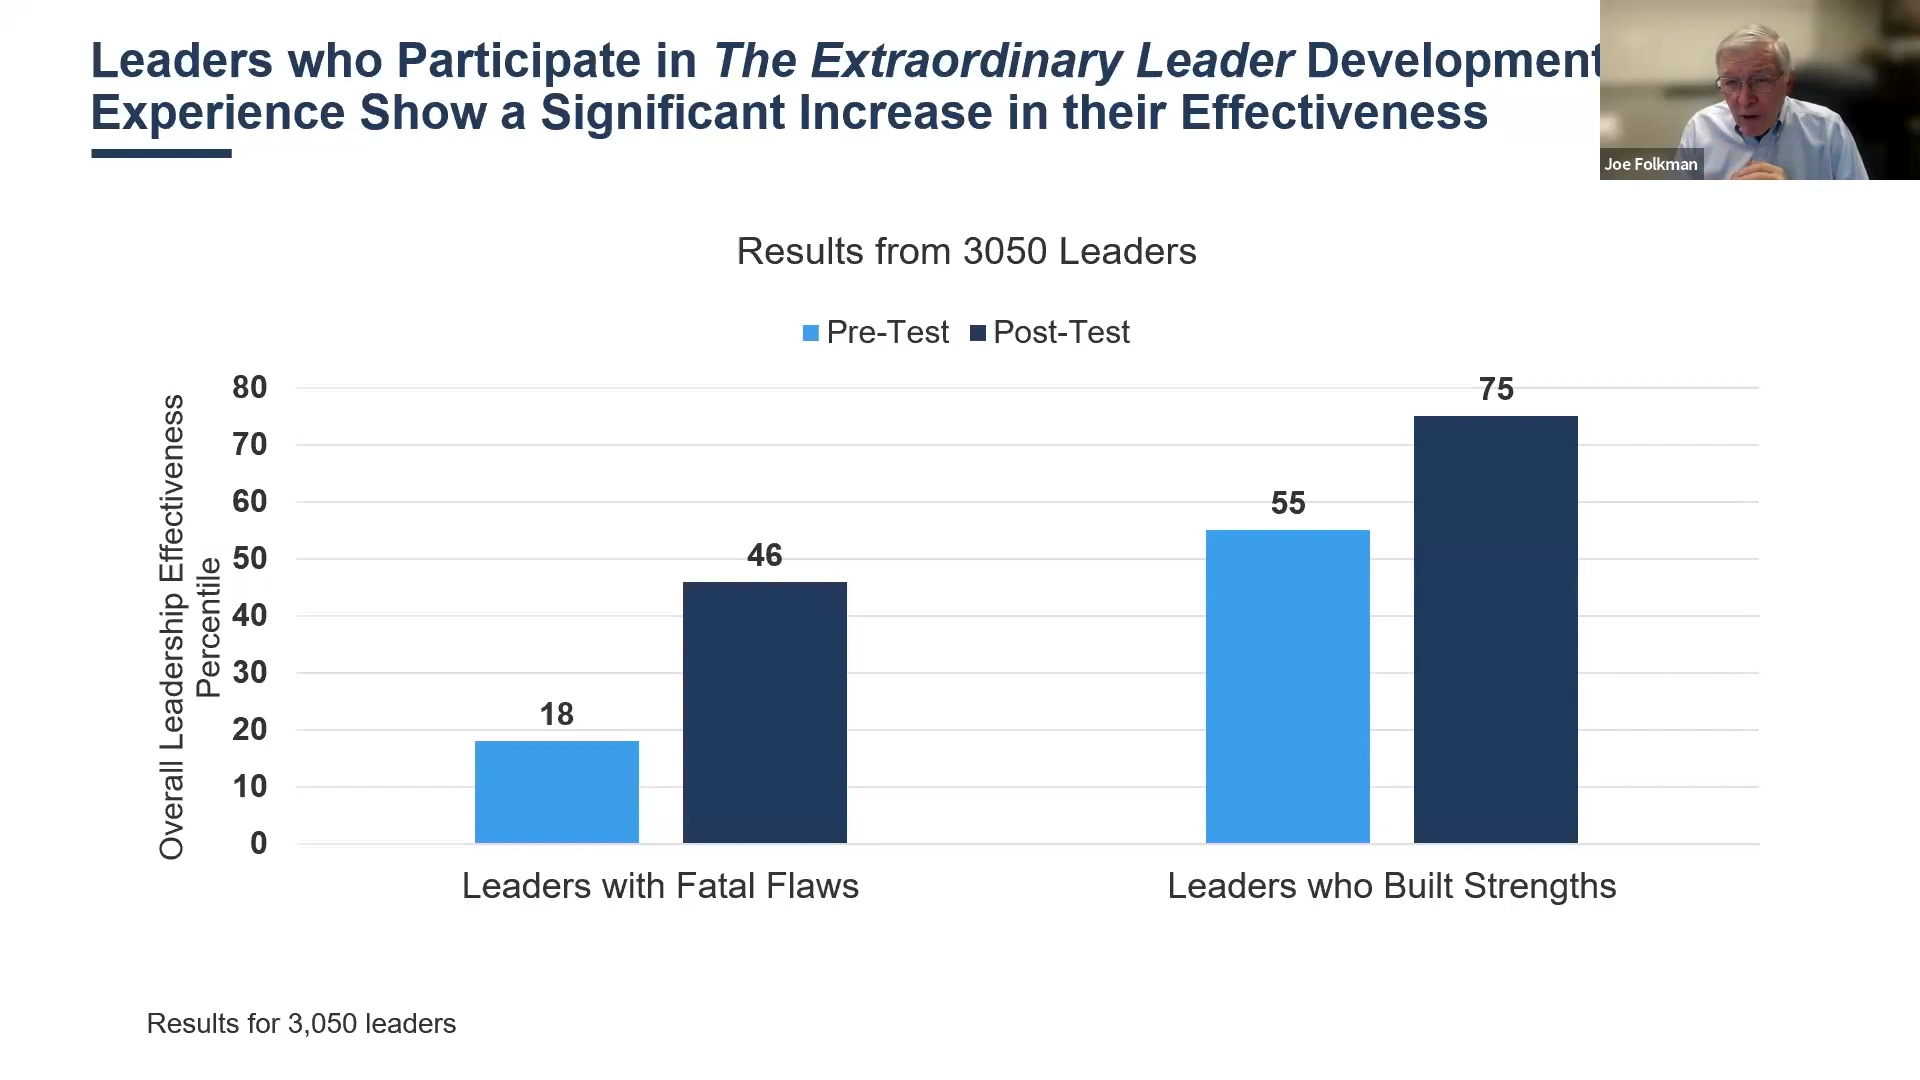 Leaders who Participate in The Extraordinary Leader Development
Experience Show a Significant Increase in their Effectiveness
Joe Folkman
Results from 3050 Leaders
Pre-Test Post-Test
Overall Leadership Effectiveness
Percentile
80
70
60
50
40
30
20
10
0
18
46
55
75
Leaders with Fatal Flaws
Leaders who Built Strengths
Results for 3,050 leaders